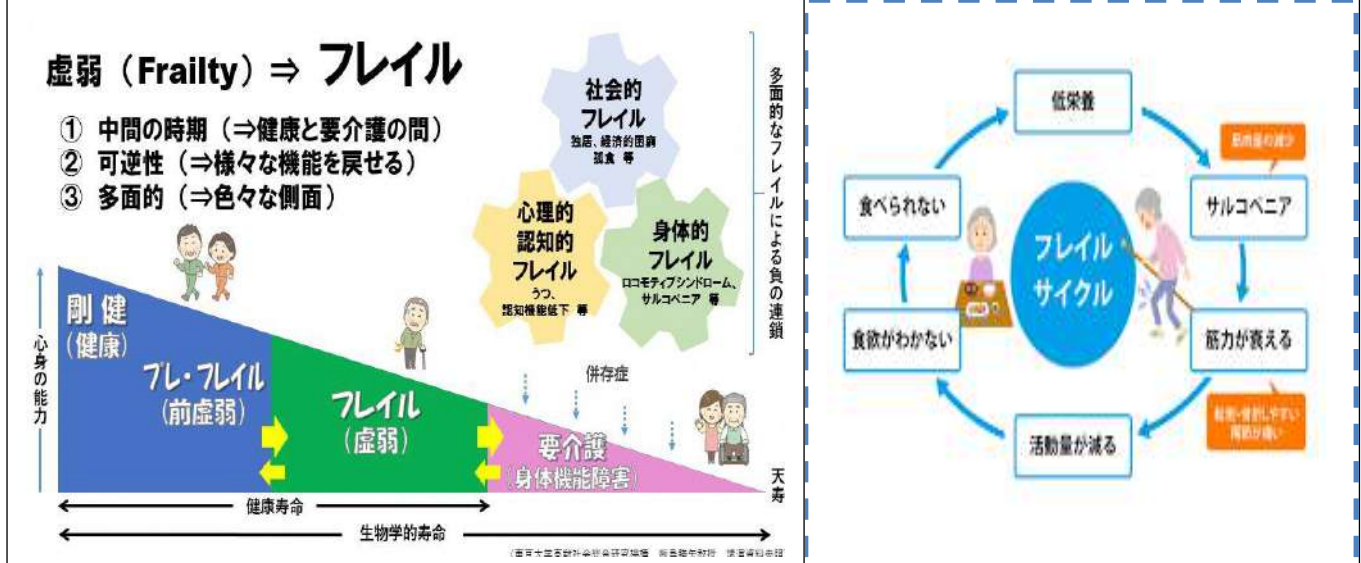 虚弱（Frailty）⇒ フレイル
① 中間の時期（⇒健康と要介護の間）
② 可逆性（⇒様々な機能を戻せる）
③ 多面的（⇒色々な側面）
社会的
フレイル
独居、経済的困窮
孤食 等
心理的
認知的
フレイル
うつ、
認知機能低下 等
身体的
フレイル
ロコモティブシンドローム、
サルコペニア 等
多面的なフレイルによる負の連鎖
心身の能力
剛健
（健康）
プレ・フレイル
（前虚弱）
フレイル
（虚弱）
併存症
要介護
（身体機能障害）
天寿
健康寿命
生物学的寿命
低栄養
筋肉量の減少
サルコペニア
筋力が衰える
活動量が減る
食欲がわかない
食べられない
フレイル
サイクル